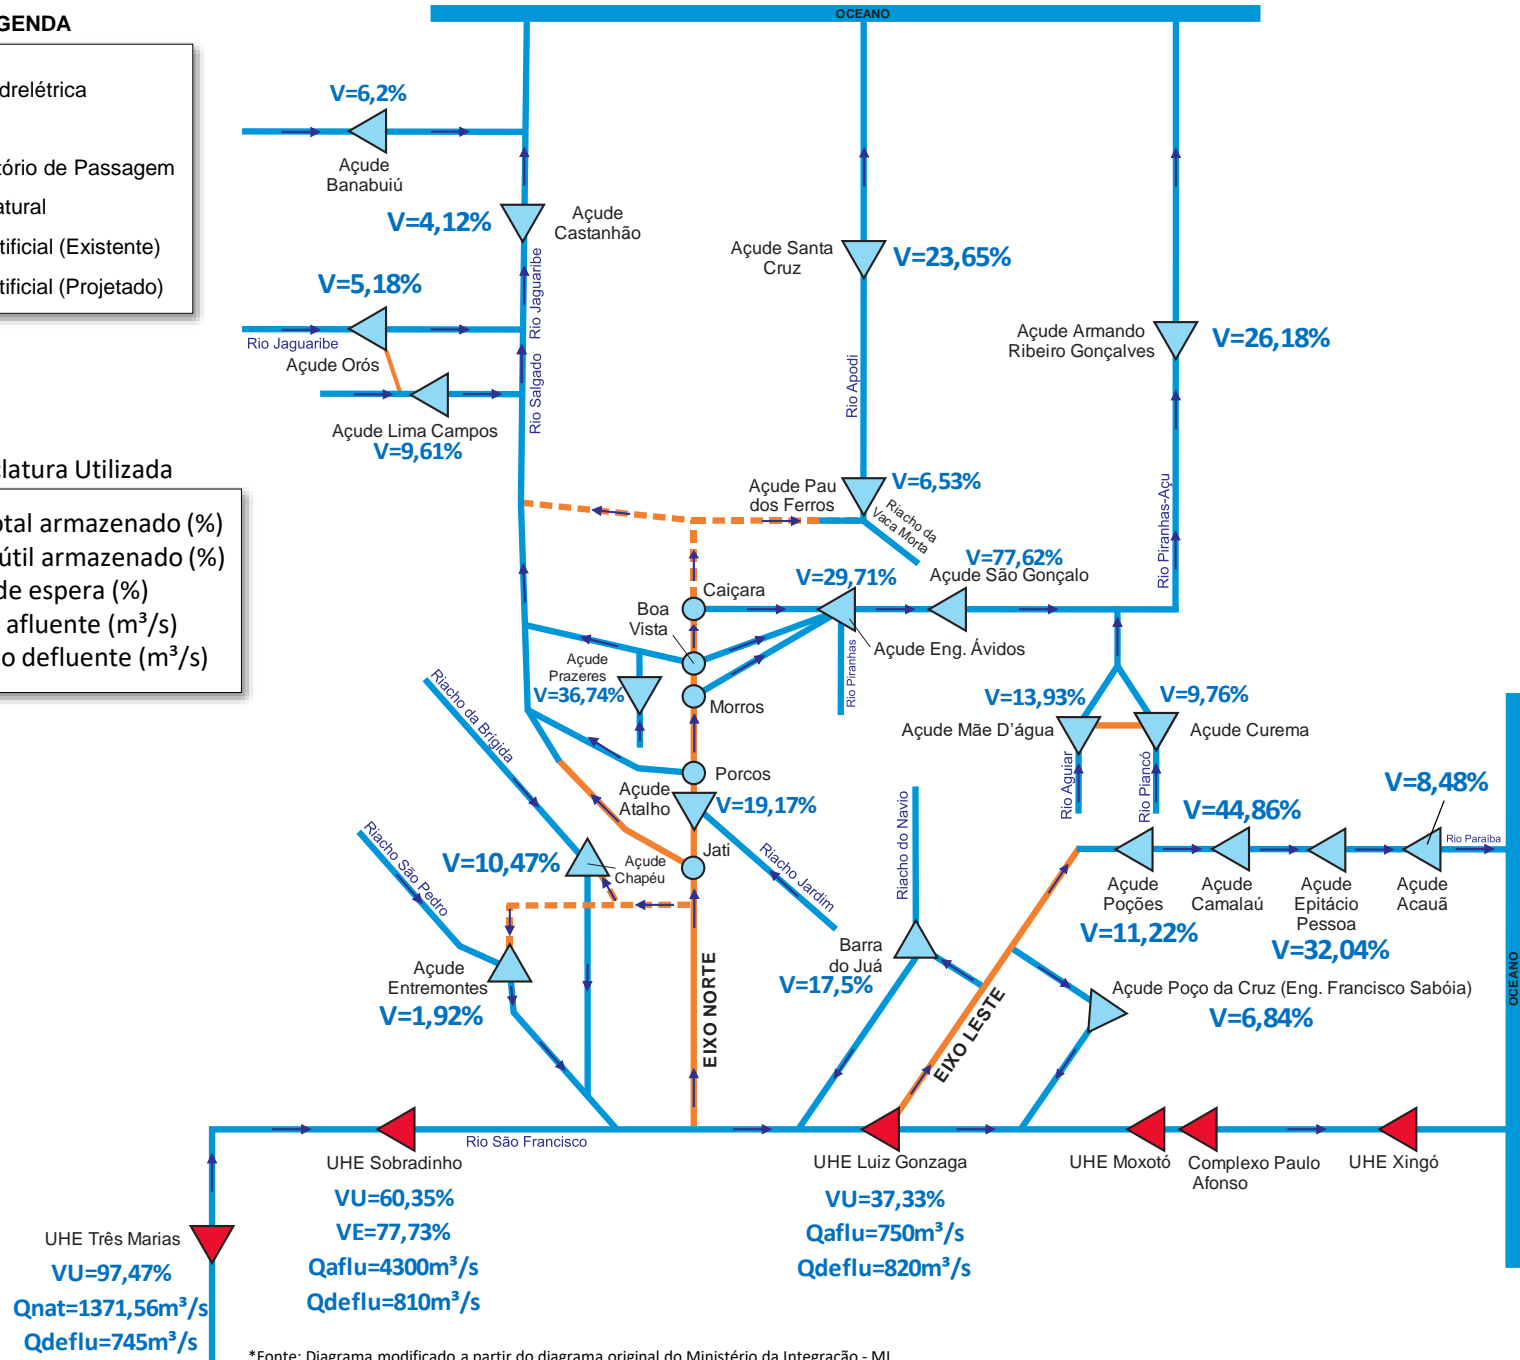 OCEANO
GENDA
drelétrica
tório de Passagem
atural
tificial (Existente)
tificial (Projetado)
V=6,2%
Açude
Banabuiú
V=4,12%
Açude
Castanhão
Rio Jaguaribe
V=5,18%
Rio Jaguaribe
Açude Orós
Rio Salgado
Açude Lima Campos
V=9,61%
Açude Santa
Cruz
V=23,65%
Rio Apodi
Açude Armando
Ribeiro Gonçalves
V=26,18%
Rio Piranhas-Açu
clatura Utilizada
otal armazenado (%)
útil armazenado (%)
de espera (%)
afluente (m³/s)
o defluente (m³/s)
Açude Pau
dos Ferros
V=6,53%
Riacho da
Vaca Morta
V=77,62%
Açude São Gonçalo
V=29,71%
Açude Eng. Ávidos
Rio Piranhas
Caiçara
Boa
Vista
Morros
Açude
Prazeres
V=36,74%
Porcos
Açude
Atalho
V=19,17%
Jati
Riacho Jardim
Riacho da Brígida
Riacho São Pedro
V=10,47%
Açude
Chapéu
Açude
Entremontes
V=1,92%
EIXO NORTE
V=13,93%
V=9,76%
Açude Mãe D'água
Açude Curema
Rio Aguiar
Rio Piancó
V=8,48%
V=44,86%
Rio Paraíba
Açude
Poções
V=11,22%
Açude
Camalaú
Açude
Epitácio
Pessoa
V=32,04%
Açude
Acauã
Riacho do Navio
Barra
do Juá
V=17,5%
EIXO LESTE
Açude Poço da Cruz (Eng. Francisco Sabóia)
V=6,84%
OCEANO
Rio São Francisco
UHE Sobradinho
VU=60,35%
VE=77,73%
Qaflu=4300m³/s
Qdeflu=810m³/s
UHE Luiz Gonzaga
VU=37,33%
Qaflu=750m³/s
Qdeflu=820m³/s
UHE Moxotó
Complexo Paulo
Afonso
UHE Xingó
UHE Três Marias
VU=97,47%
Qnat=1371,56m³/s
Qdeflu=745m³/s
*Fonte: Diagrama modificado a partir do diagrama original do Ministério da Integração - MI